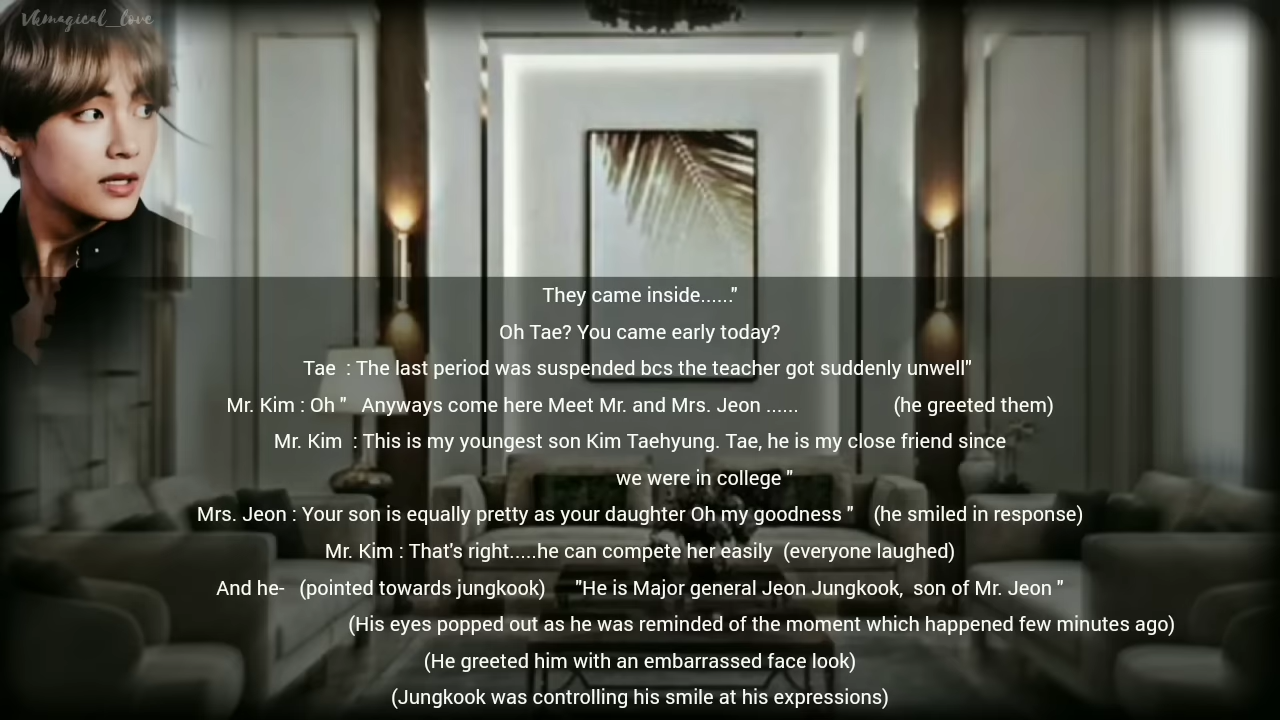 Vkmagical_love
They came inside......"
Oh Tae? You came early today?
Tae  : The last period was suspended bcs the teacher got suddenly unwell"
Mr. Kim : Oh "   Anyways come here Meet Mr. and Mrs. Jeon ......                   (he greeted them)
Mr. Kim  : This is my youngest son Kim Taehyung. Tae, he is my close friend since
we were in college "
Mrs. Jeon : Your son is equally pretty as your daughter Oh my goodness "    (he smiled in response)
Mr. Kim : That's right.....he can compete her easily  (everyone laughed)
And he-   (pointed towards jungkook)      "He is Major general Jeon Jungkook,  son of Mr. Jeon "
(His eyes popped out as he was reminded of the moment which happened few minutes ago)
(He greeted him with an embarrassed face look)
(Jungkook was controlling his smile at his expressions)